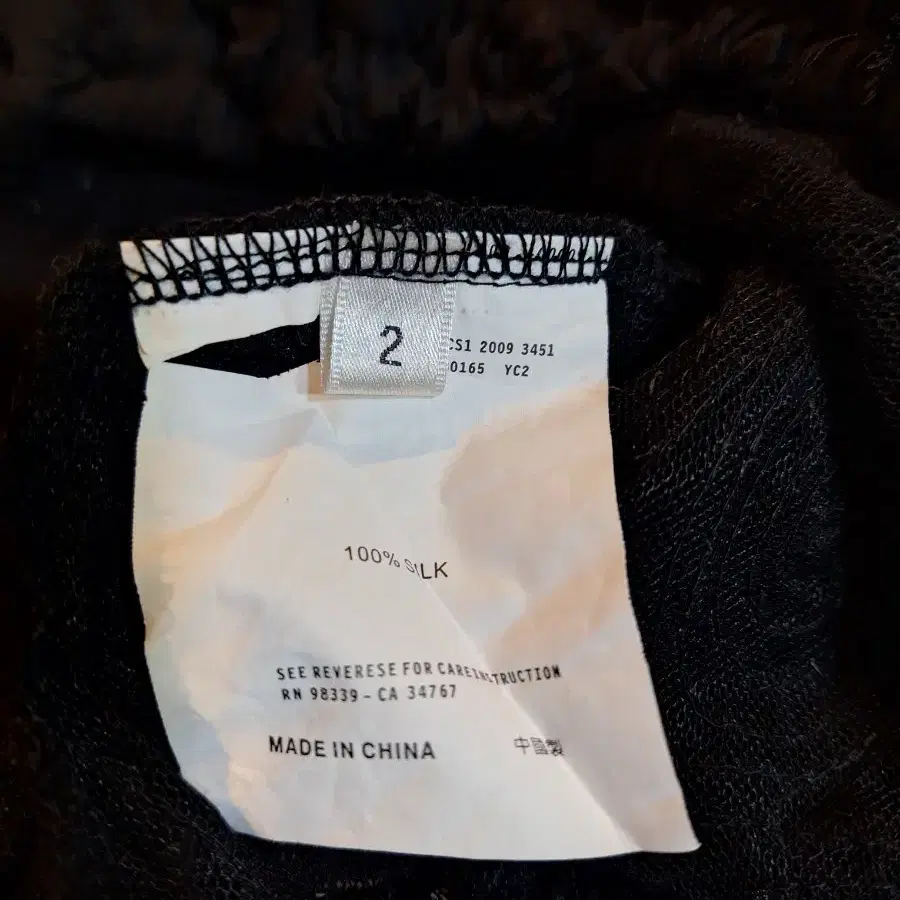 2
CS1 2009 3451
0165 YC2
100% SILK
SEE REVERESE FOR CAREINSTRUCTION
RN 98339 - CA 34767
MADE IN CHINA 中國製